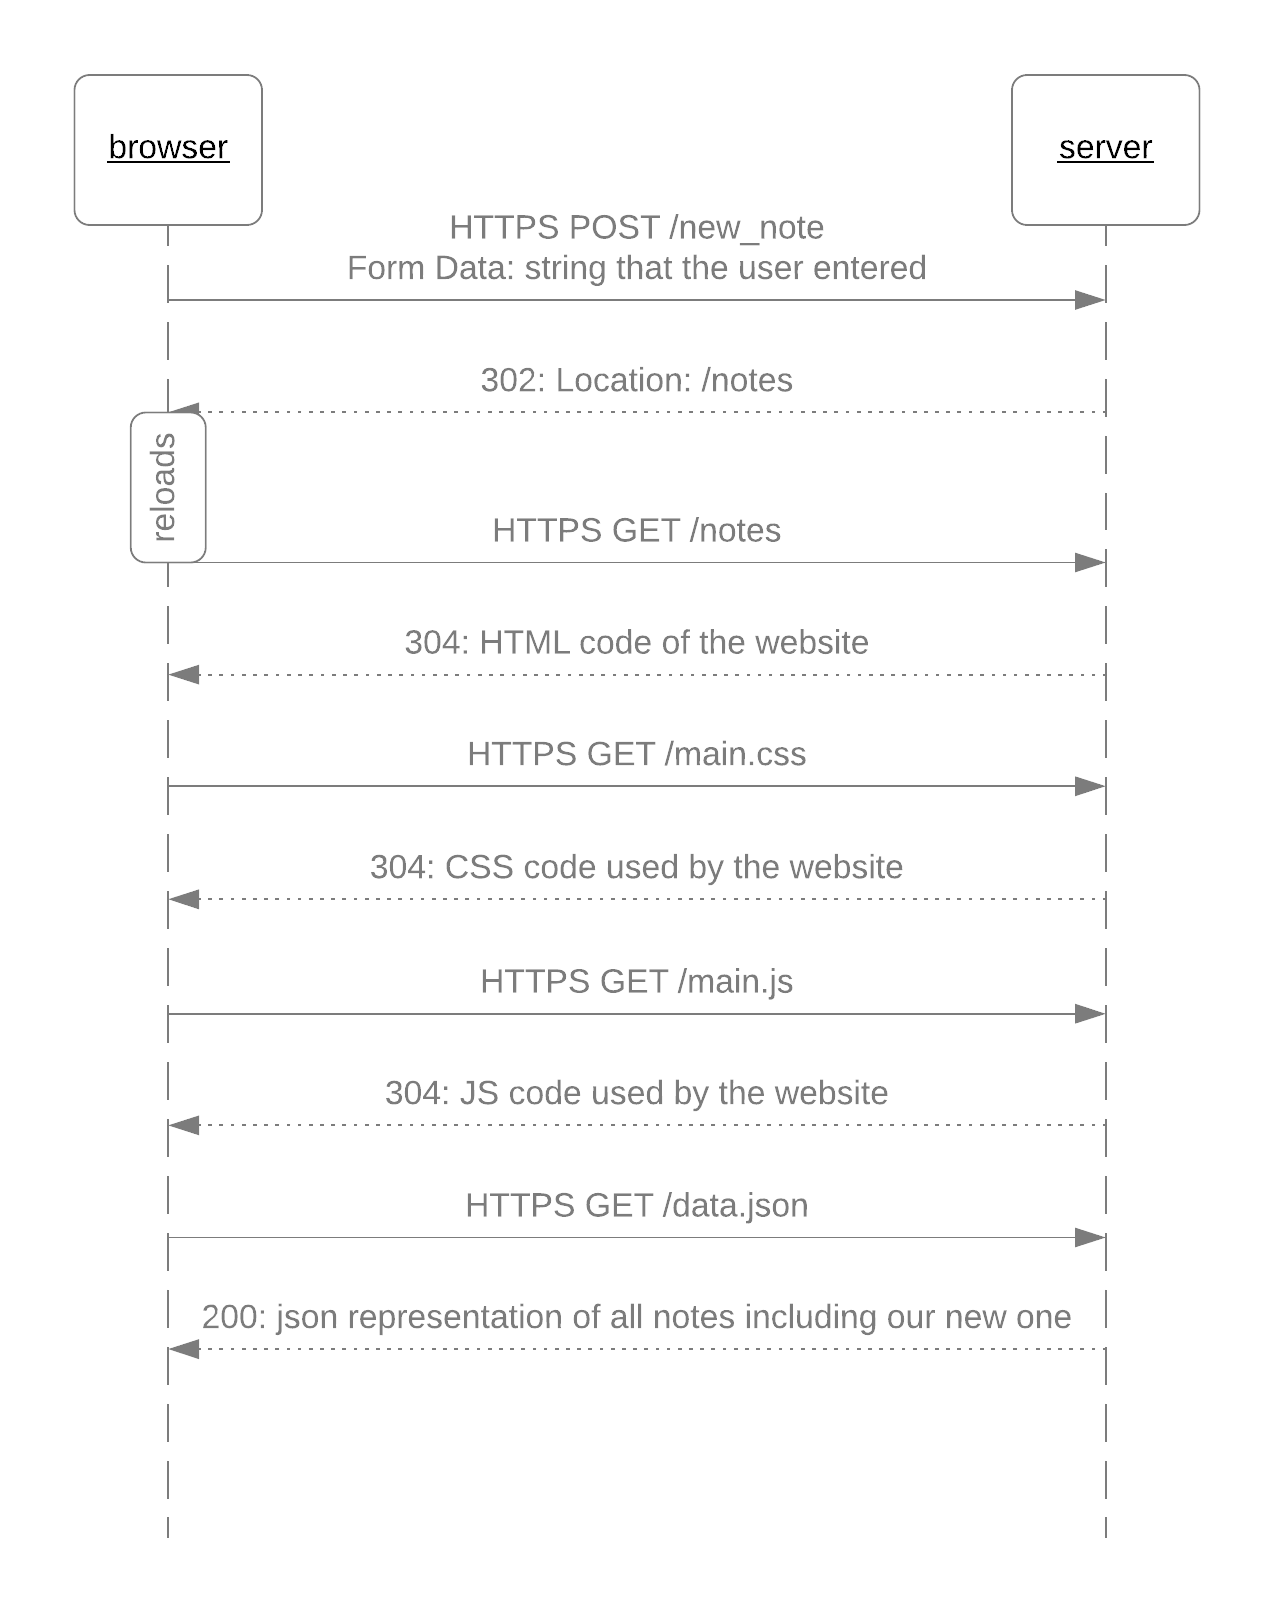 browser
server
HTTPS POST /new_note
Form Data: string that the user entered
302: Location: /notes
reloads
HTTPS GET /notes
304: HTML code of the website
HTTPS GET /main.css
304: CSS code used by the website
HTTPS GET /main.js
304: JS code used by the website
HTTPS GET /data.json
200: json representation of all notes including our new one